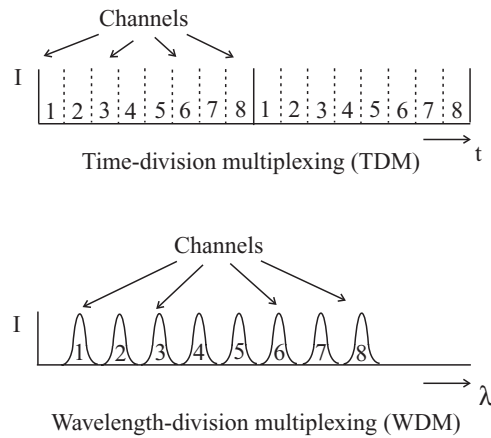 Channels
I
1 2 3 4 5 6 7 8 1 2 3 4 5 6 7 8
t
Time-division multiplexing (TDM)
Channels
I
1 2 3 4 5 6 7 8
λ
Wavelength-division multiplexing (WDM)